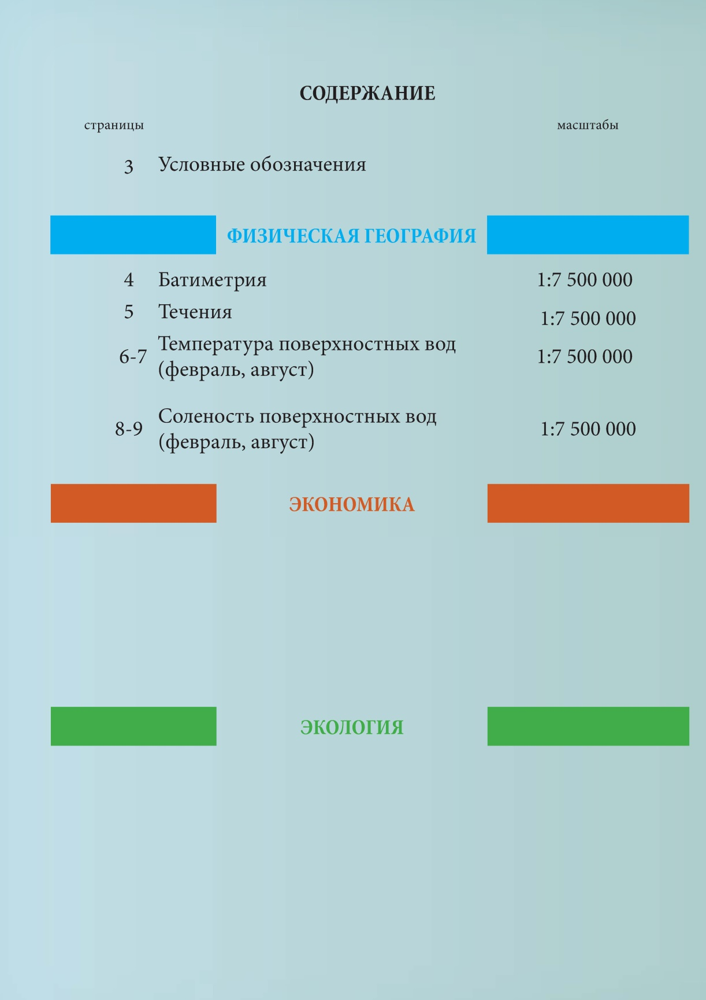 СОДЕРЖАНИЕ
страницы масштабы
3 Условные обозначения
ФИЗИЧЕСКАЯ ГЕОГРАФИЯ
4 Батиметрия 1:7 500 000
5 Течения 1:7 500 000
6-7 Температура поверхностных вод 1:7 500 000
(февраль, август)
8-9 Соленость поверхностных вод 1:7 500 000
(февраль, август)
ЭКОНОМИКА
ЭКОЛОГИЯ